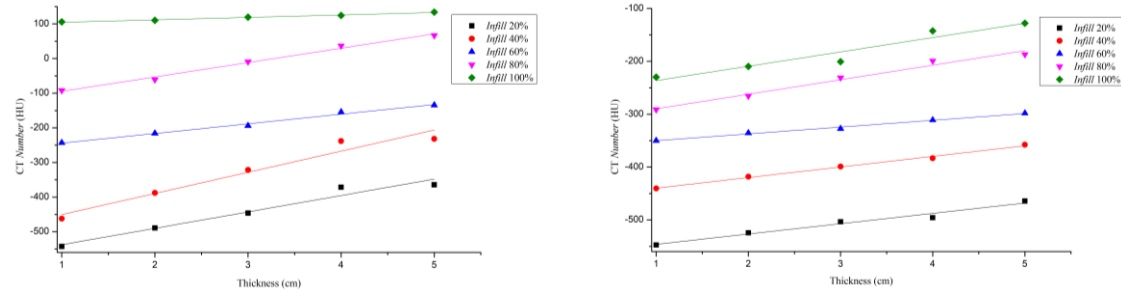 100
0
-100
-200
-300
-400
-500
CT Number (HU)
1
2
3
4
5
Thickness (cm)
Infill 20%
Infill 40%
Infill 60%
Infill 80%
Infill 100%
-100
-200
-300
-400
-500
CT Number (HU)
1
2
3
4
5
Thickness (cm)
Infill 20%
Infill 40%
Infill 60%
Infill 80%
Infill 100%